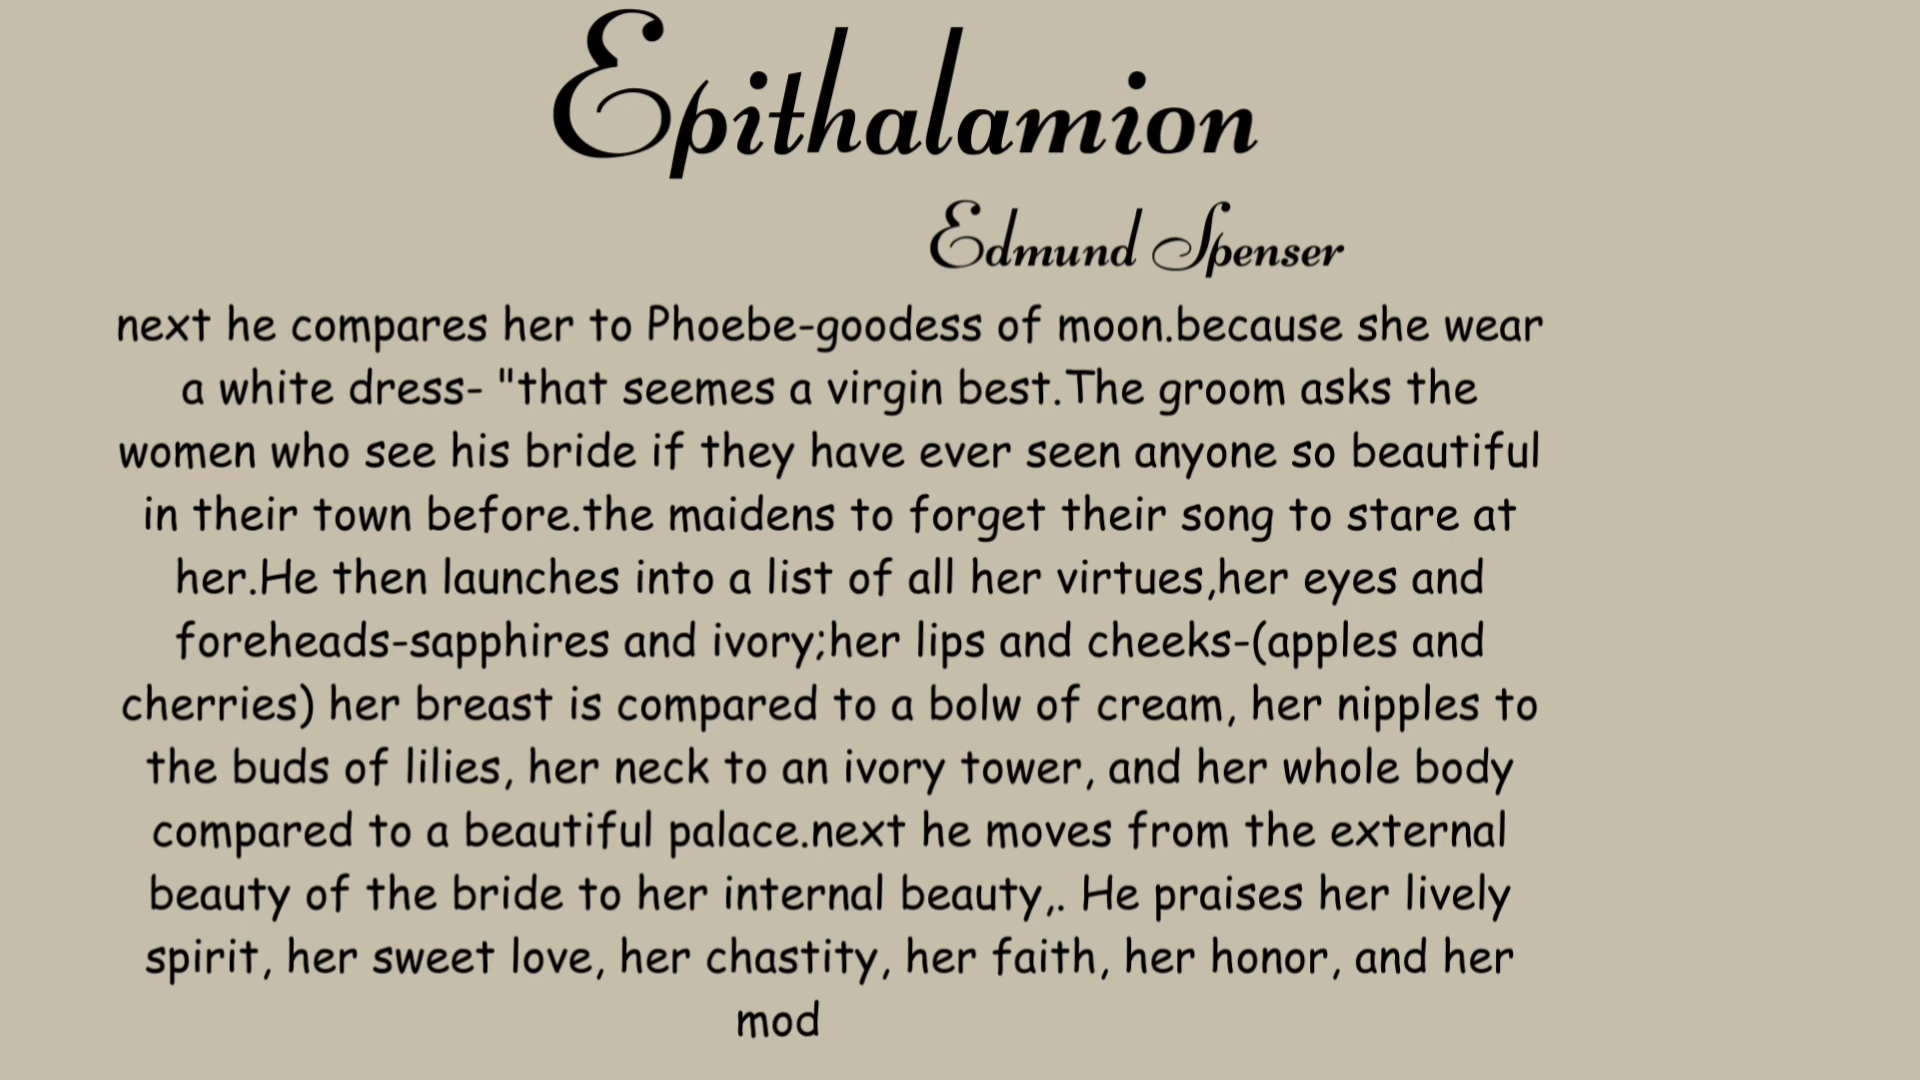 Epithalamion
Edmund Spenser
next he compares her to Phoebe-goodess of moon.because she wear
a white dress- "that seemes a virgin best.The groom asks the
women who see his bride if they have ever seen anyone so beautiful
in their town before.the maidens to forget their song to stare at
her.He then launches into a list of all her virtues,her eyes and
foreheads-sapphires and ivory;her lips and cheeks-(apples and
cherries) her breast is compared to a bolw of cream, her nipples to
the buds of lilies, her neck to an ivory tower, and her whole body
compared to a beautiful palace.next he moves from the external
beauty of the bride to her internal beauty,. He praises her lively
spirit, her sweet love, her chastity, her faith, her honor, and her
mod